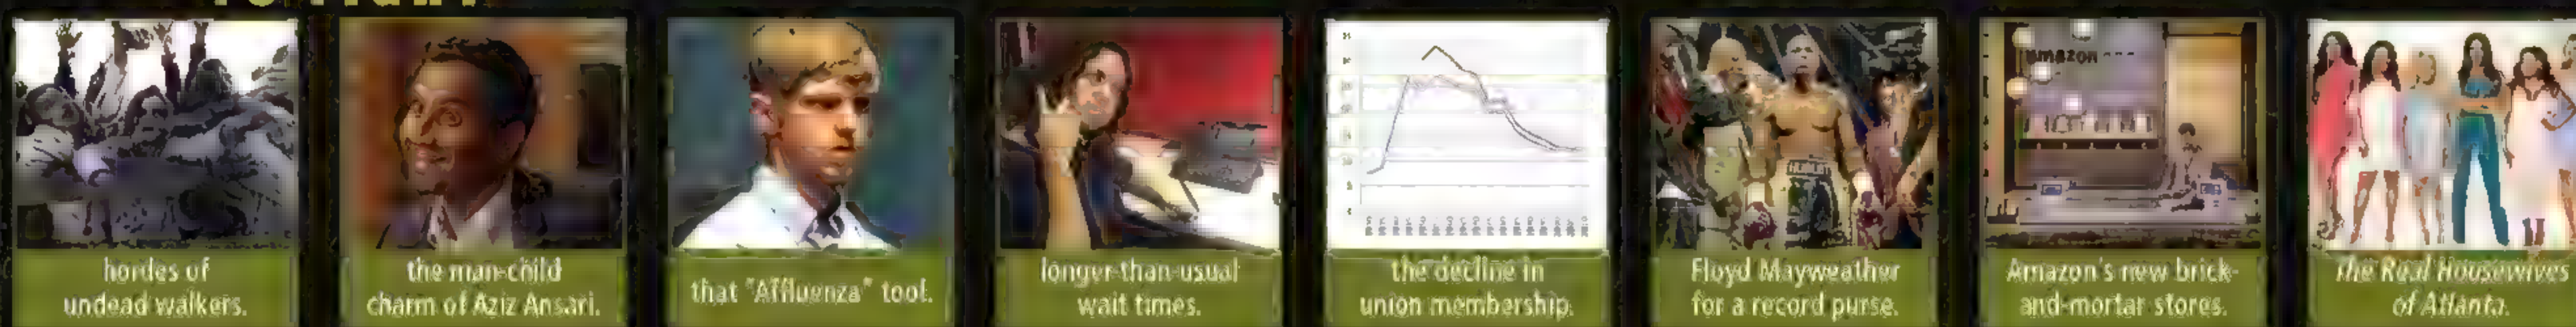 hordes of
undead walkers.
the man-child
charm of Aziz Ansari.
that "Affluenza" tool.
longer-than-usual
wait times.
the decline in
union membership.
Floyd Mayweather
for a record purse.
amazon
Amazon's new brick-
and-mortar stores.
The Real Housewives
of Atlanta.